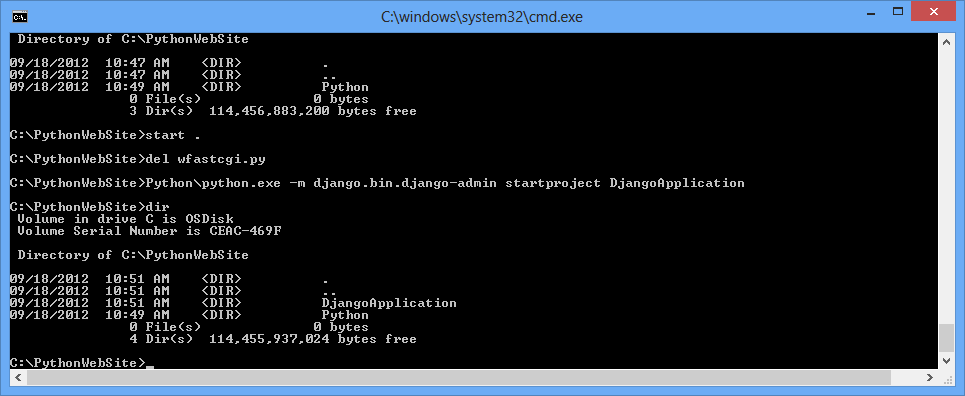 C:\windows\system32\cmd.exe
C:\.
Directory of C:\PythonWebSite
09/18/2012  10:47 AM    <DIR>          .
09/18/2012  10:47 AM    <DIR>          ..
09/18/2012  10:49 AM    <DIR>          Python
               0 File(s)              0 bytes
               3 Dir(s)  114,456,883,200 bytes free
C:\PythonWebSite>start .
C:\PythonWebSite>del wfastcgi.py
C:\PythonWebSite>Python\python.exe -m django.bin.django-admin startproject DjangoApplication
C:\PythonWebSite>dir
 Volume in drive C is OSDisk
 Volume Serial Number is CEAC-469F
 Directory of C:\PythonWebSite
09/18/2012  10:51 AM    <DIR>          .
09/18/2012  10:51 AM    <DIR>          ..
09/18/2012  10:51 AM    <DIR>          DjangoApplication
09/18/2012  10:49 AM    <DIR>          Python
               0 File(s)              0 bytes
               4 Dir(s)  114,455,937,024 bytes free
C:\PythonWebSite>_